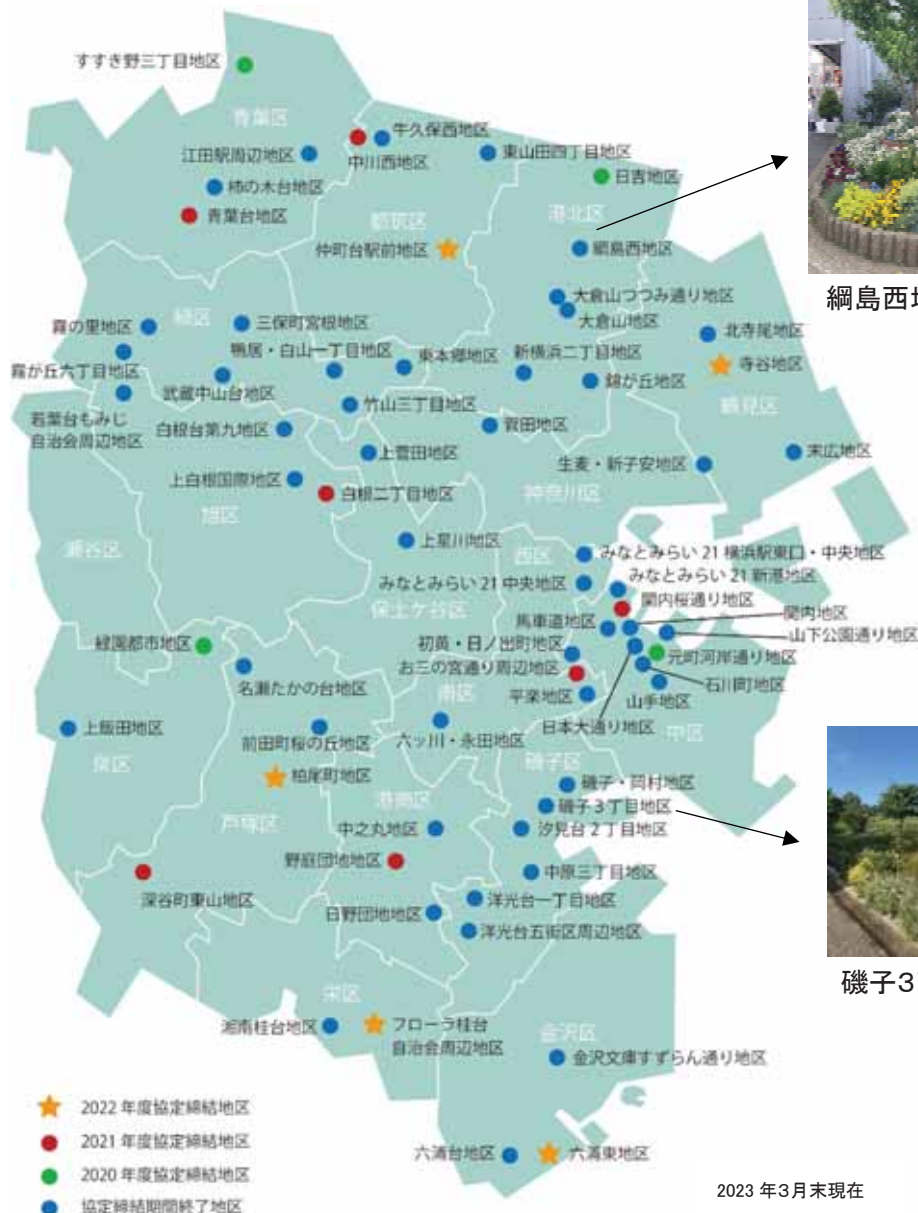 すすき野三丁目地区
青葉区
牛久保西地区
中川西地区
江田駅周辺地区
東山田四丁目地区
日吉地区
柿の木台地区
青葉台地区
都筑区
港北区
仲町台駅前地区
綱島西地区
綱島西地
大倉山つつみ通り地区
大倉山地区
霧の里地区
緑区
三保町宮根地区
北寺尾地区
鴨居・白山一丁目地区
東本郷地区
新横浜二丁目地区
寺谷地区
霧が丘六丁目地区
武蔵中山台地区
錦が丘地区
鶴見区
若葉台もみじ
自治会周辺地区
竹山三丁目地区
白根台第九地区
菅田地区
上菅田地区
生麦・新子安地区
末広地区
上白根国際地区
白根二丁目地区
神奈川区
旭区
瀬谷区
上星川地区
西区
みなとみらい21 横浜駅東口・中央地区
みなとみらい21 中央地区
みなとみらい21 新港地区
保土ケ谷区
関内桜通り地区
馬車道地区
関内地区
山下公園通り地区
初黄・日ノ出町地区
元町河岸通り地区
緑園都市地区
お三の宮通り周辺地区
石川町地区
名瀬たかの台地区
南区
平楽地区
山手地区
上飯田地区
前田町桜の丘地区
六ッ川・永田地区
日本大通り地区
中区
泉区
磯子区
柏尾町地区
磯子・岡村地区
港南区
磯子3丁目地区
戸塚区
中之丸地区
汐見台2丁目地区
野庭団地地区
中原三丁目地区
深谷町東山地区
洋光台一丁目地区
日野団地地区
洋光台五街区周辺地区
磯子3
栄区
湘南桂台地区
フローラ桂台
自治会周辺地区
金沢区
金沢文庫すずらん通り地区
2022年度協定締結地区
2021年度協定締結地区
2020年度協定締結地区
協定締結期間終了地区
六浦台地区
六浦東地区
2023年3月末現在